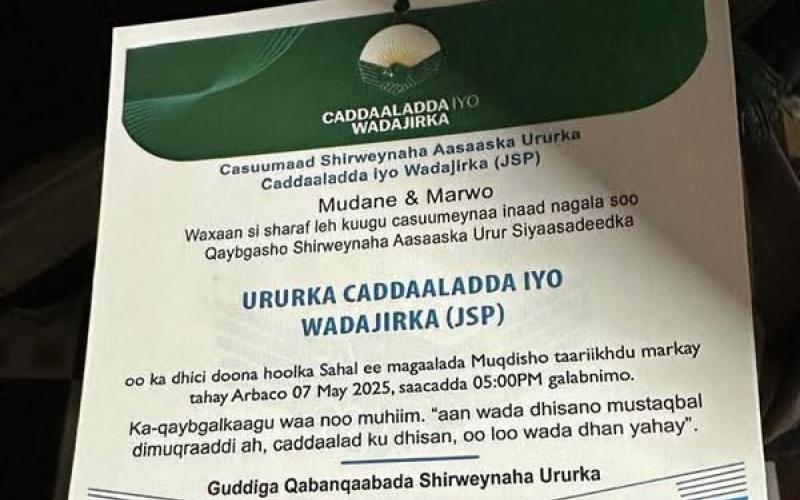 CADDAALADDA IYO
WADAJIRKA
Casuumaad Shirweynaha Aasaaska Ururka
Caddaaladda iyo Wadajirka (JSP)
Mudane & Marwo
Waxaan si sharaf leh kuugu casuumeynaa inaad nagala soo
Qaybgasho Shirweynaha Aasaaska Urur Siyaasadeedka
URURKA CADDAALADDA IYO
WADAJIRKA (JSP)
oo ka dhici doona hoolka Sahal ee magaalada Muqdisho taariikhdu markay
tahay Arbaco 07 May 2025, saacadda 05:00PM galabnimo.
Ka-qaybgalkaagu waa noo muhiim. “aan wada dhisano mustaqbal
dimuqraaddi ah, caddaalad ku dhisan, oo loo wada dhan yahay”.
Guddiga Qabanqaabada Shirweynaha Ururka